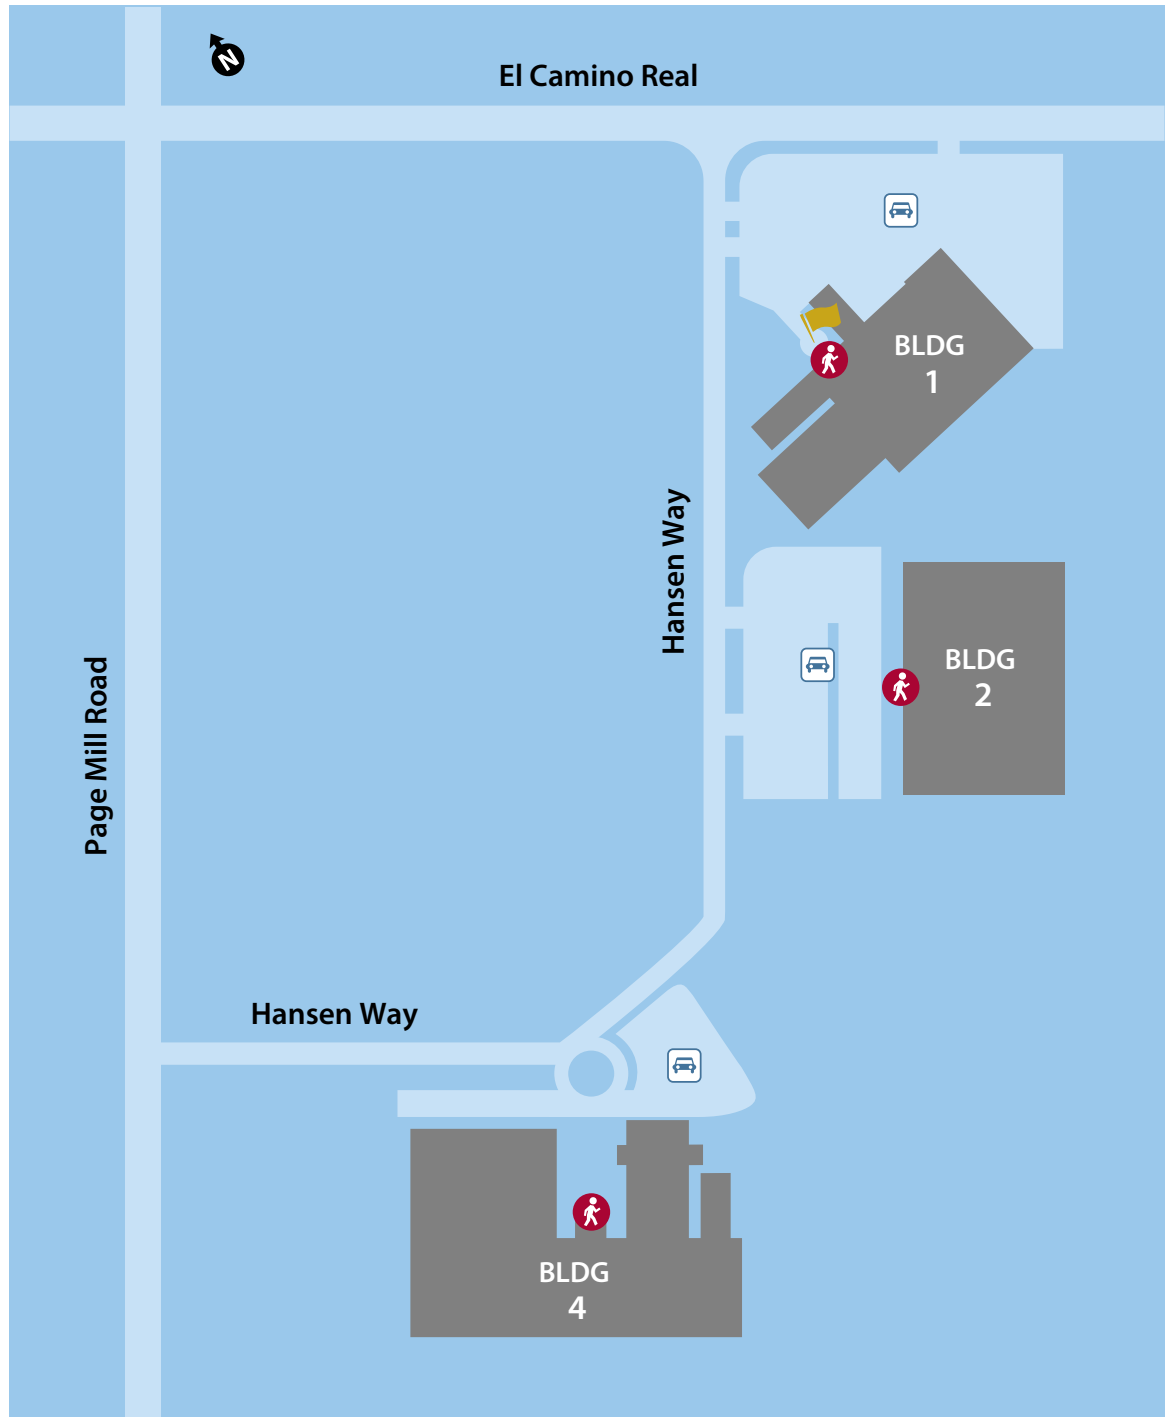 N
El Camino Real
BLDG
1
Hansen Way
BLDG
2
Page Mill Road
Hansen Way
BLDG
4